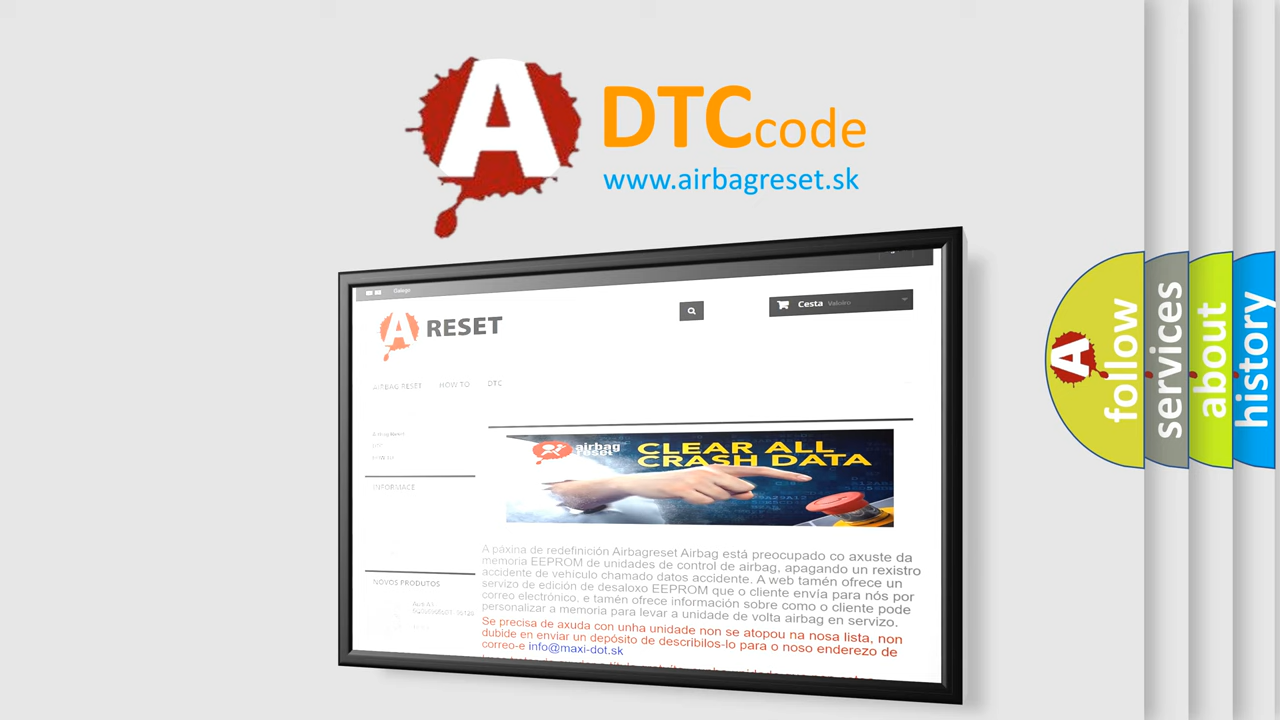 A DTCcode
www.airbagreset.sk
Galego
A RESET
Cesta Valeiro
AIRBAG RESET HOW TO DTC
INFORMACE
NOVOS PRODUTOS
airbag
reset
CLEAR ALL
CRASH DATA
A páxina de redefinición Airbagreset Airbag está preocupado co axuste da
memoria EEPROM de unidades de control de airbag, apagando un rexistro
accidente de vehículo chamado datos accidente. A web tamén ofrece un
servizo de edición de desaloxo EEPROM que o cliente envía para nós por
correo electrónico, e tamén ofrece información sobre como o cliente pode
personalizar a memoria para levar a unidade de volta airbag en servizo.
Se precisa de axuda con unha unidade non se atopou na nosa lista, non
dubide en enviar un depósito de describilos-lo para o noso enderezo de
correo-e info@maxi-dot.sk
A follow
services
about
history